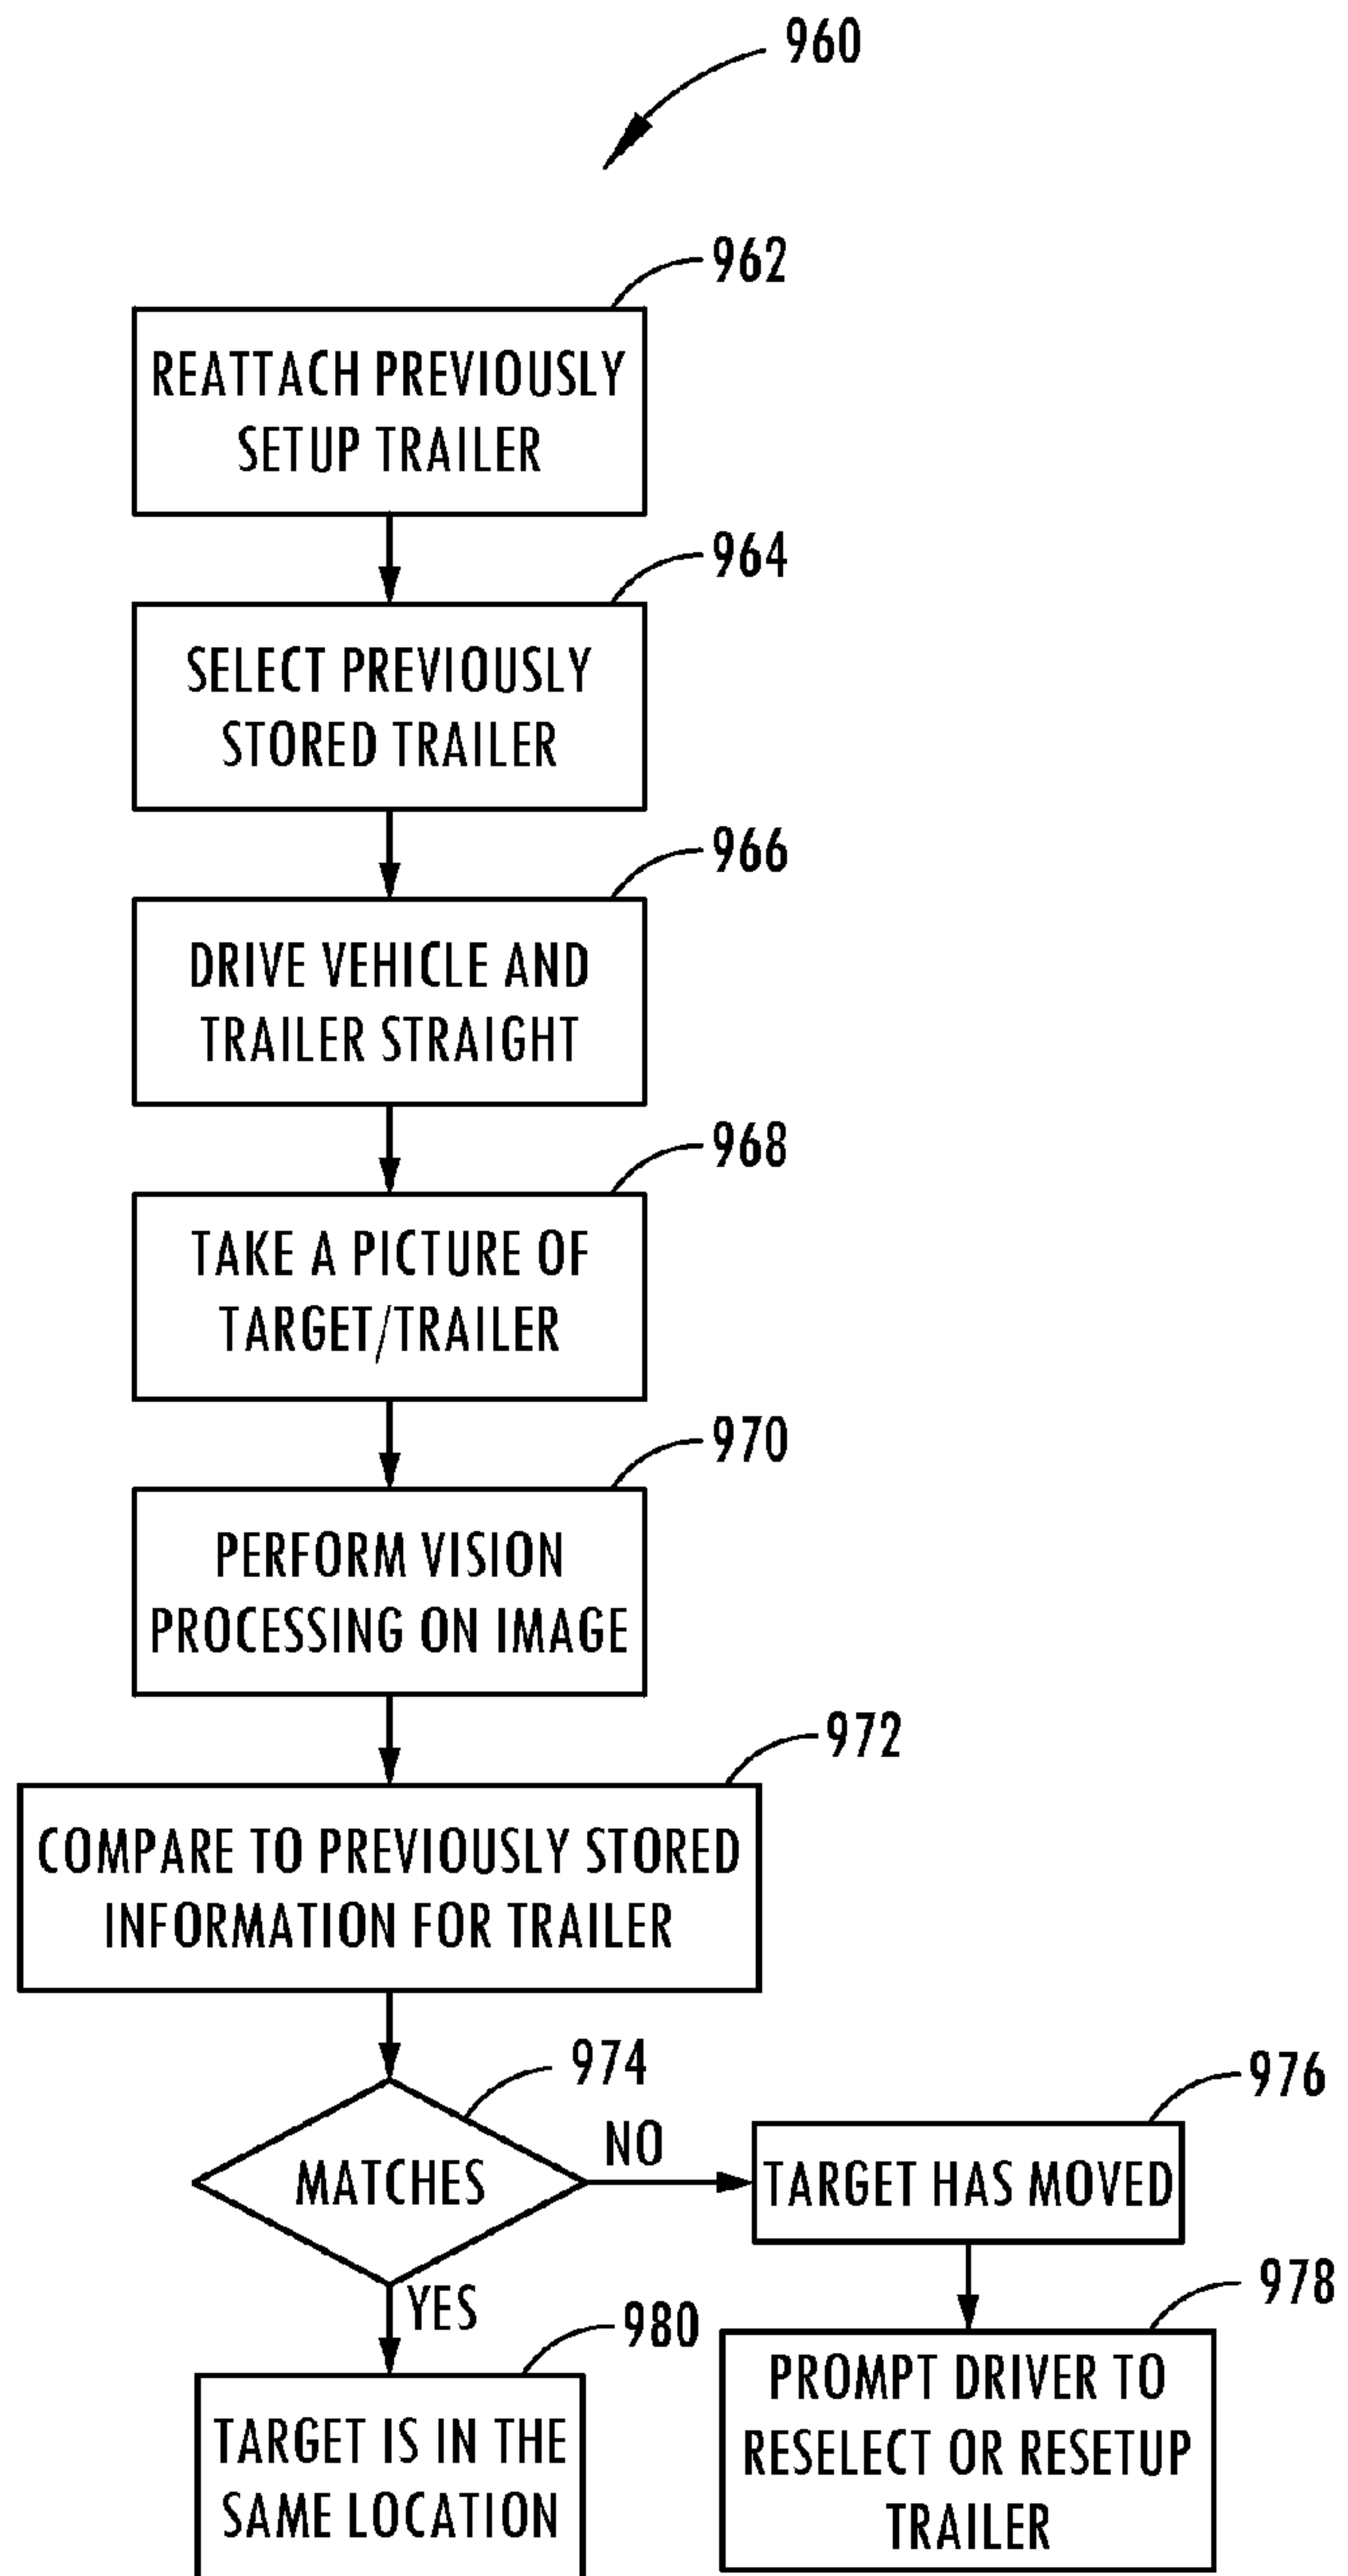 960
962
REATTACH PREVIOUSLY
SETUP TRAILER
964
SELECT PREVIOUSLY
STORED TRAILER
966
DRIVE VEHICLE AND
TRAILER STRAIGHT
968
TAKE A PICTURE OF
TARGET/TRAILER
970
PERFORM VISION
PROCESSING ON IMAGE
972
COMPARE TO PREVIOUSLY STORED
INFORMATION FOR TRAILER
974
MATCHES
NO
976
TARGET HAS MOVED
YES
980
TARGET IS IN THE
SAME LOCATION
978
PROMPT DRIVER TO
RESELECT OR RESETUP
TRAILER